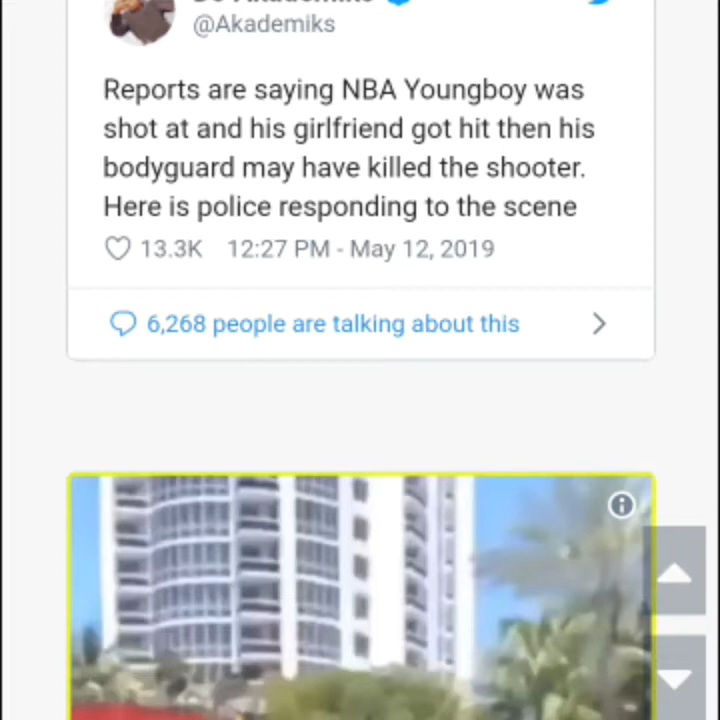 @Akademiks
Reports are saying NBA Youngboy was
shot at and his girlfriend got hit then his
bodyguard may have killed the shooter.
Here is police responding to the scene
13.3K 12:27 PM - May 12, 2019
6,268 people are talking about this